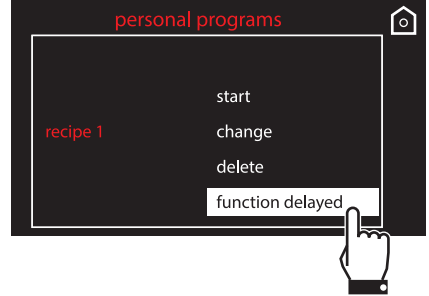 personal programs
start
recipe 1 change
delete
function delayed